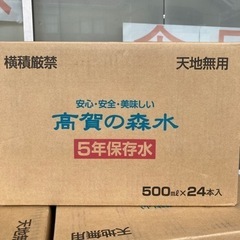 横積厳禁
天地無用
安心・安全・美味しい
高賀の森水
5年保存水
500ml×24本入
天地無用